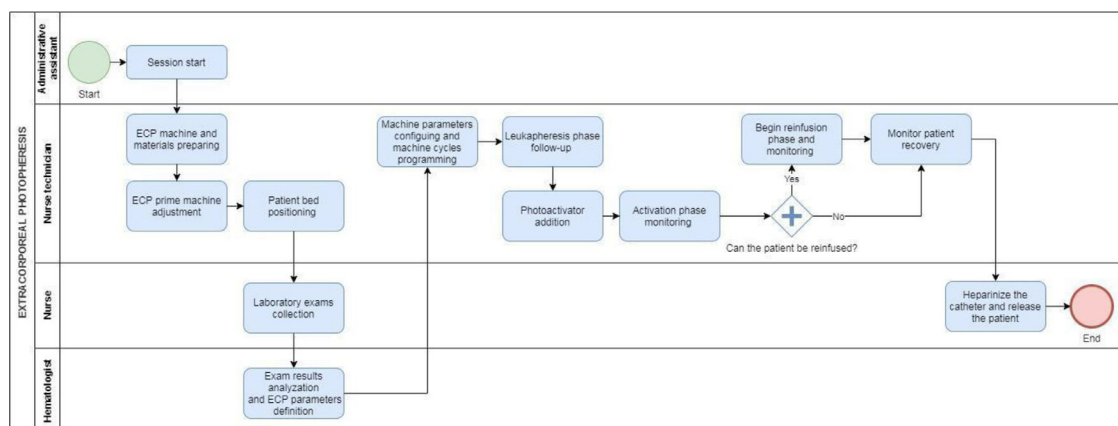 EXTRACORPOREAL PHOTOPHERESIS
Administrative
assistant
Start
Session start
Nurse technician
ECP machine and
materials preparing
ECP prime machine
adjustment
Patient bed
positioning
Machine parameters
configuing and
machine cycles
programming
Leukapheresis phase
follow-up
Photoactivator
addition
Activation phase
monitoring
Begin reinfusion
phase and
monitoring
Yes
No
Can the patient be reinfused?
Monitor patient
recovery
Nurse
Laboratory exams
collection
Heparinize the
catheter and release
the patient
End
Hematologist
Exam results
analyzation
and ECP parameters
definition